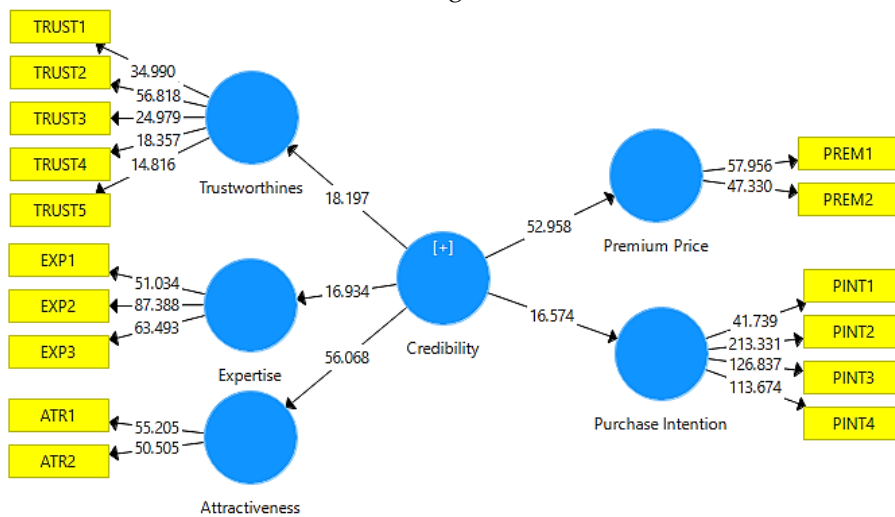 TRUST1
TRUST2
TRUST3
TRUST4
TRUST5
34.990
56.818
24.979
18.357
14.816
Trustworthines
18.197
EXP1
EXP2
EXP3
51.034
87.388
63.493
Expertise
16.934
ATR1
ATR2
55.205
50.505
Attractiveness
56.068
[+]
Credibility
52.958
Premium Price
57.956
47.330
PREM1
PREM2
16.574
Purchase Intention
41.739
213.331
126.837
113.674
PINT1
PINT2
PINT3
PINT4